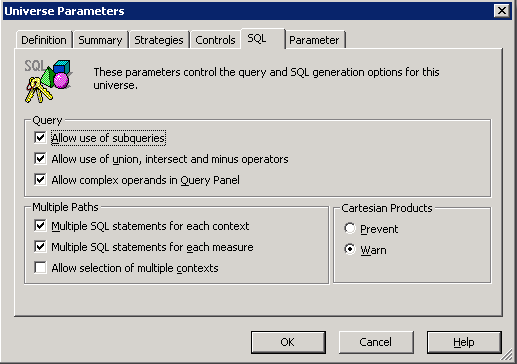 Universe Parameters
Definition Summary Strategies Controls SQL Parameter
SQL
These parameters control the query and SQL generation options for this
universe.
Query
Allow use of subqueries
Allow use of union, intersect and minus operators
Allow complex operands in Query Panel
Multiple Paths
Multiple SQL statements for each context
Multiple SQL statements for each measure
Allow selection of multiple contexts
Cartesian Products
Prevent
Warn
OK Cancel Help